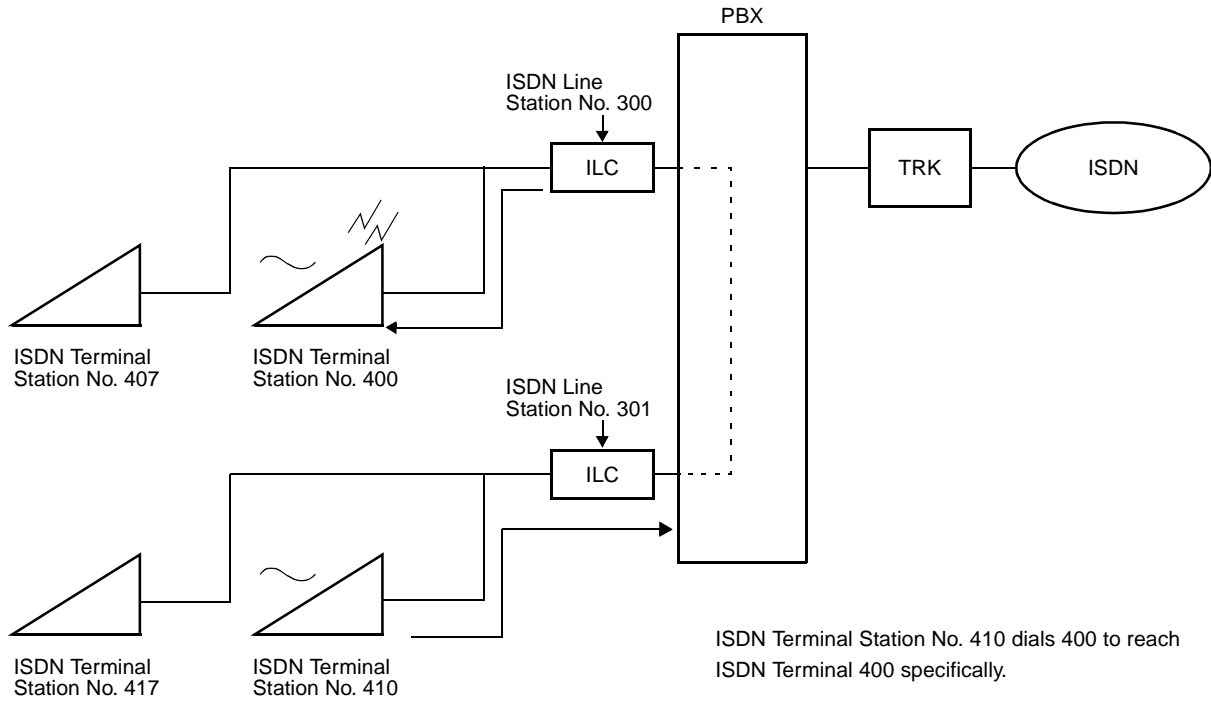 PBX
ISDN Line
Station No. 300
ILC
TRK
ISDN
ISDN Terminal
Station No. 407
ISDN Terminal
Station No. 400
ISDN Line
Station No. 301
ILC
ISDN Terminal
Station No. 417
ISDN Terminal
Station No. 410
ISDN Terminal Station No. 410 dials 400 to reach
ISDN Terminal 400 specifically.